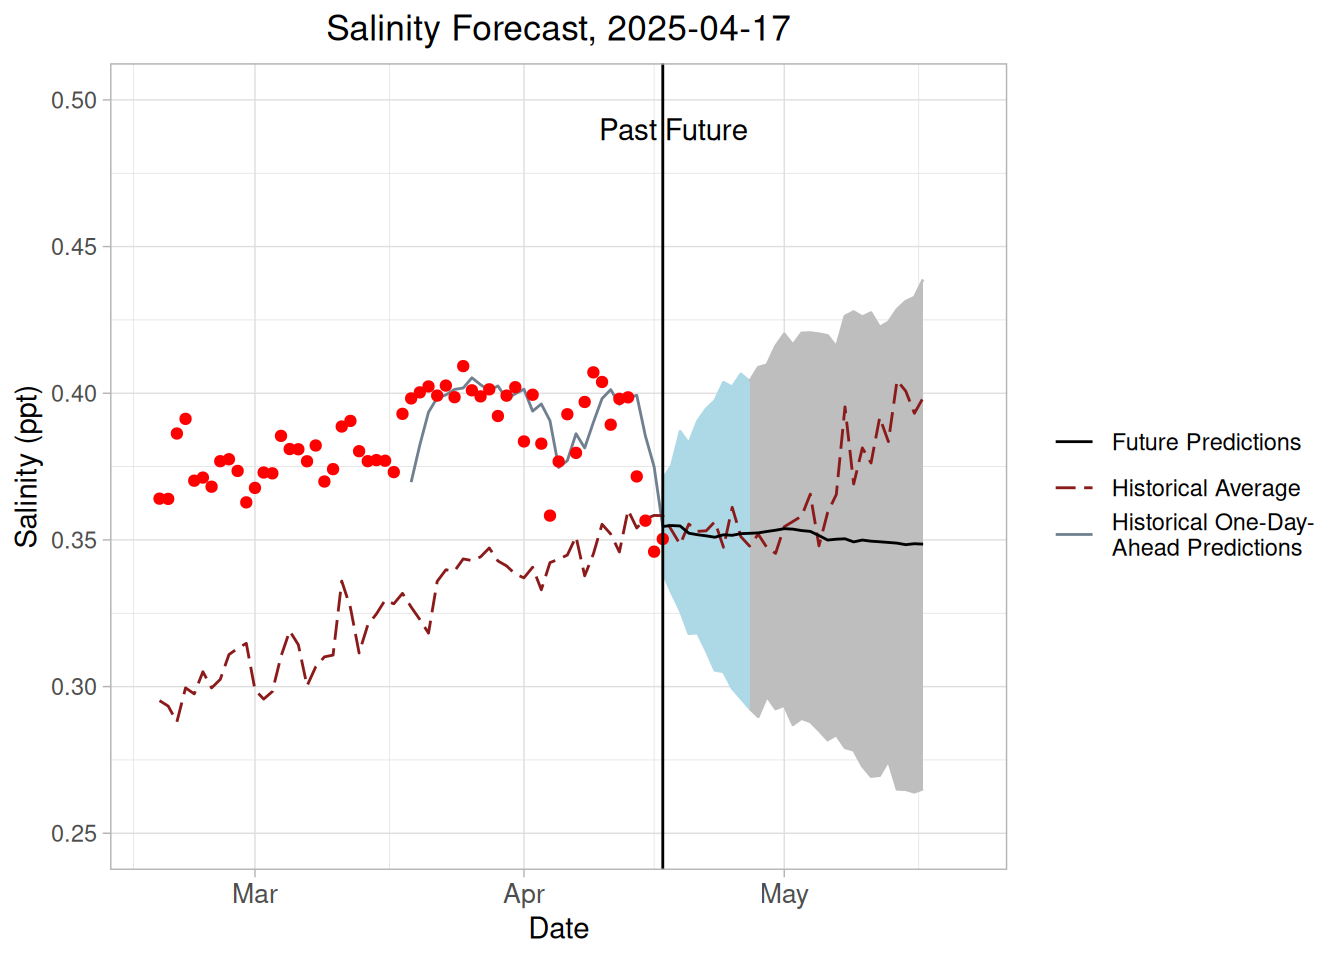 Salinity Forecast, 2025-04-17
0.50
0.45
0.40
0.35
0.30
0.25
Salinity (ppt)
Past Future
Mar Apr May
Date
Future Predictions
Historical Average
Historical One-Day-
Ahead Predictions